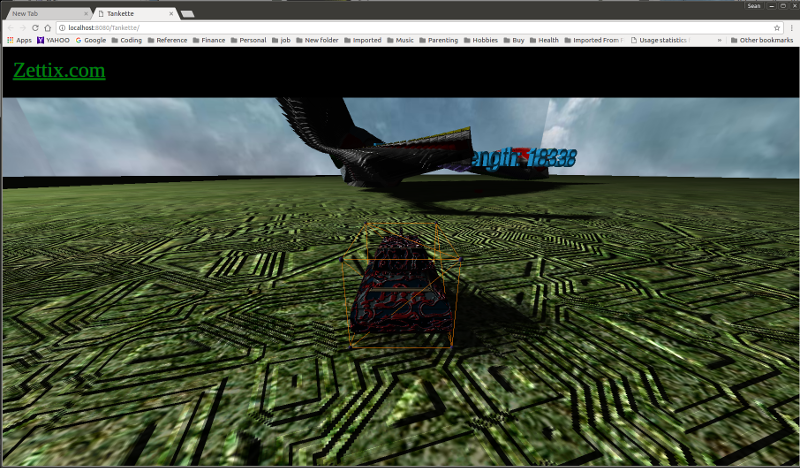 Sean
New Tab
Tankette
localhost:8080/Tankette/
Apps YAHOO Google Coding Reference Finance Personal job New folder Imported Music Parenting Hobbies Buy Health Imported From Usage statistics » Other bookmarks
Zettix.com
ength 18338